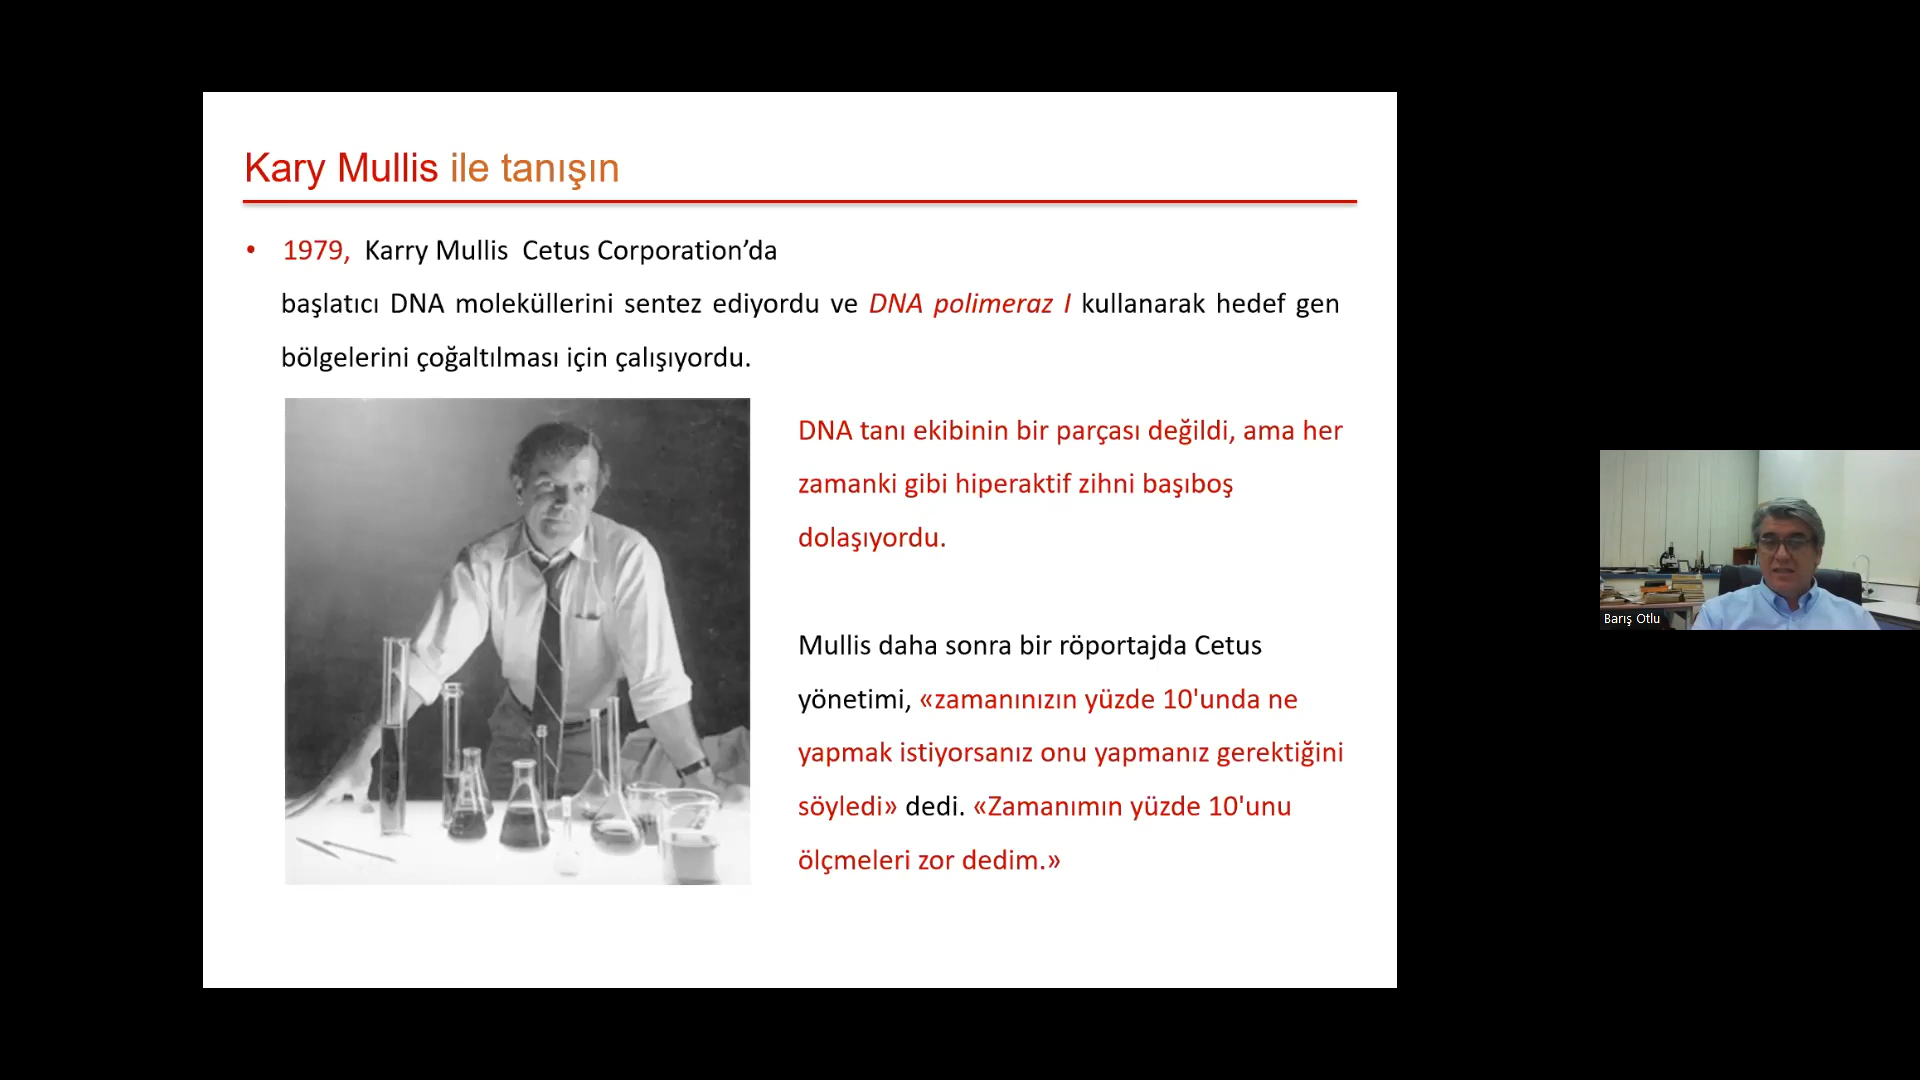 Kary Mullis ile tanışın
• 1979, Karry Mullis Cetus Corporation’da
başlatıcı DNA moleküllerini sentez ediyordu ve DNA polimeraz I kullanarak hedef gen
bölgelerini çoğaltılması için çalışıyordu.
DNA tanı ekibinin bir parçası değildi, ama her
zamanki gibi hiperaktif zihni başıboş
dolaşıyordu.
Mullis daha sonra bir röportajda Cetus
yönetimi, «zamanınızın yüzde 10'unda ne
yapmak istiyorsanız onu yapmanız gerektiğini
söyledi» dedi. «Zamanımın yüzde 10'unu
ölçmeleri zor dedim.»
Barış Otlu